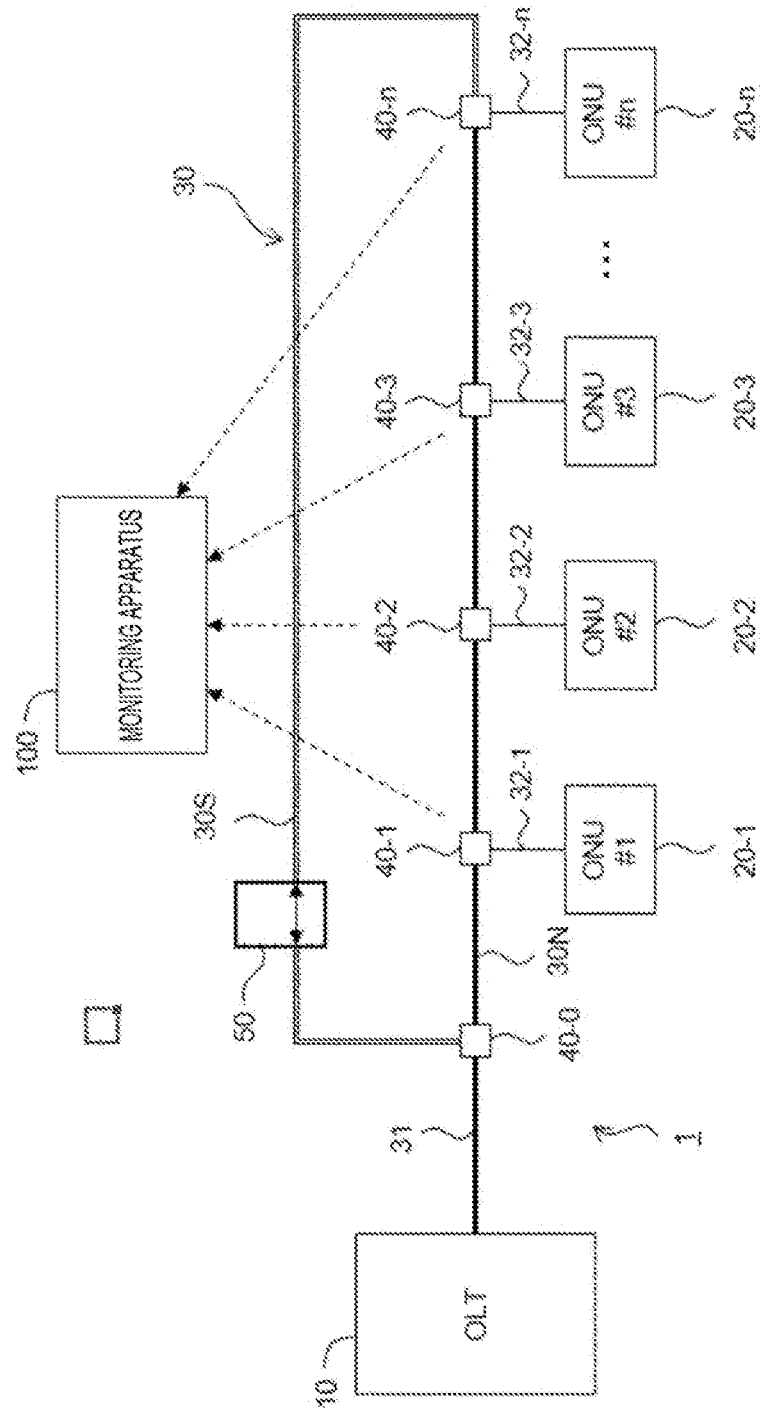 100
MONITORING APPARATUS
30
50
30S
40-1
40-2
40-3
40-n
10
OLT
31
40-0
30N
32-1
32-2
32-3
32-n
ONU
#1
ONU
#2
ONU
#3
...
ONU
#n
20-1
20-2
20-3
20-n
1